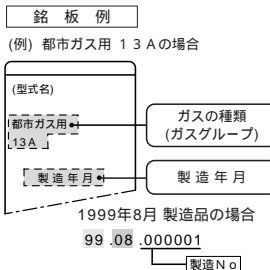 銘板例
(例) 都市ガス用 13Aの場合
(型式名)
都市ガス用
13A
ガスの種類
(ガスグループ)
製造年月
製造年月
1999年8月 製造品の場合
99 .08 .000001
製造No